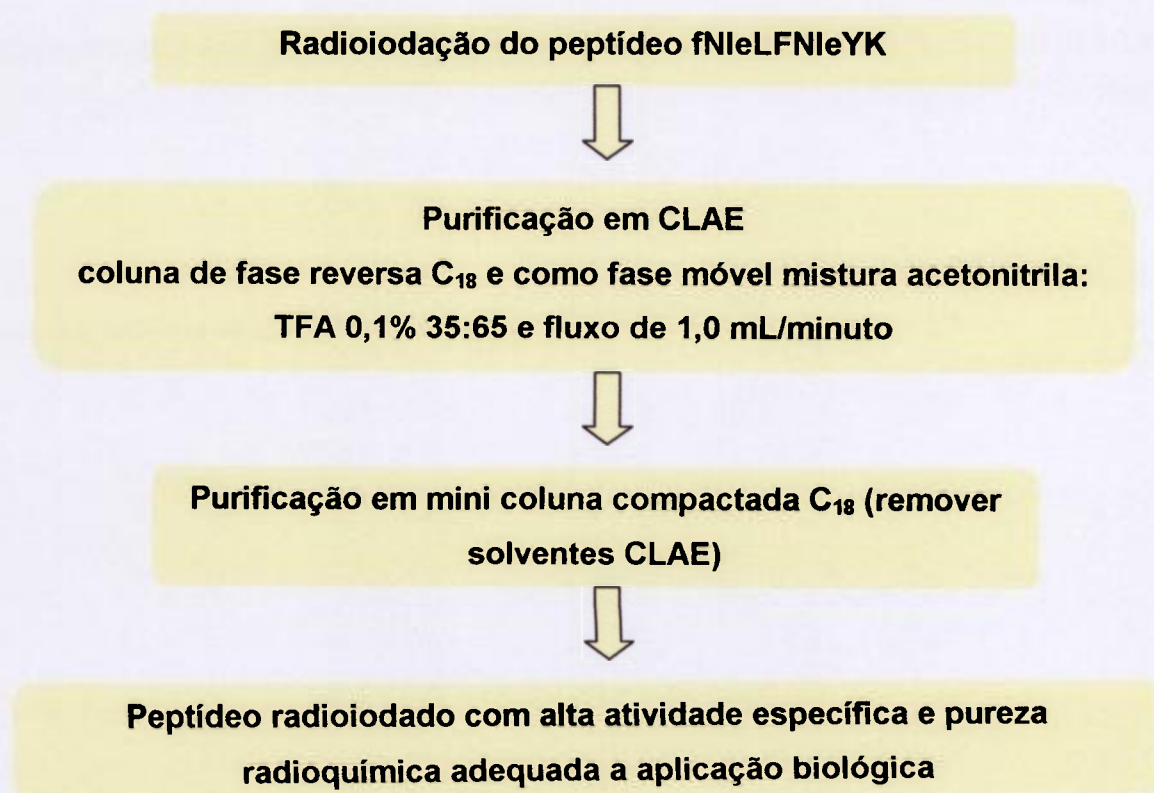 Radioiodação do peptídeo fNleLFNleYK
Purificação em CLAE
coluna de fase reversa C₁₈ e como fase móvel mistura acetonitrila:
TFA 0,1% 35:65 e fluxo de 1,0 mL/minuto
Purificação em mini coluna compactada C₁₈ (remover
solventes CLAE)
Peptídeo radioiodado com alta atividade específica e pureza
radioquímica adequada a aplicação biológica